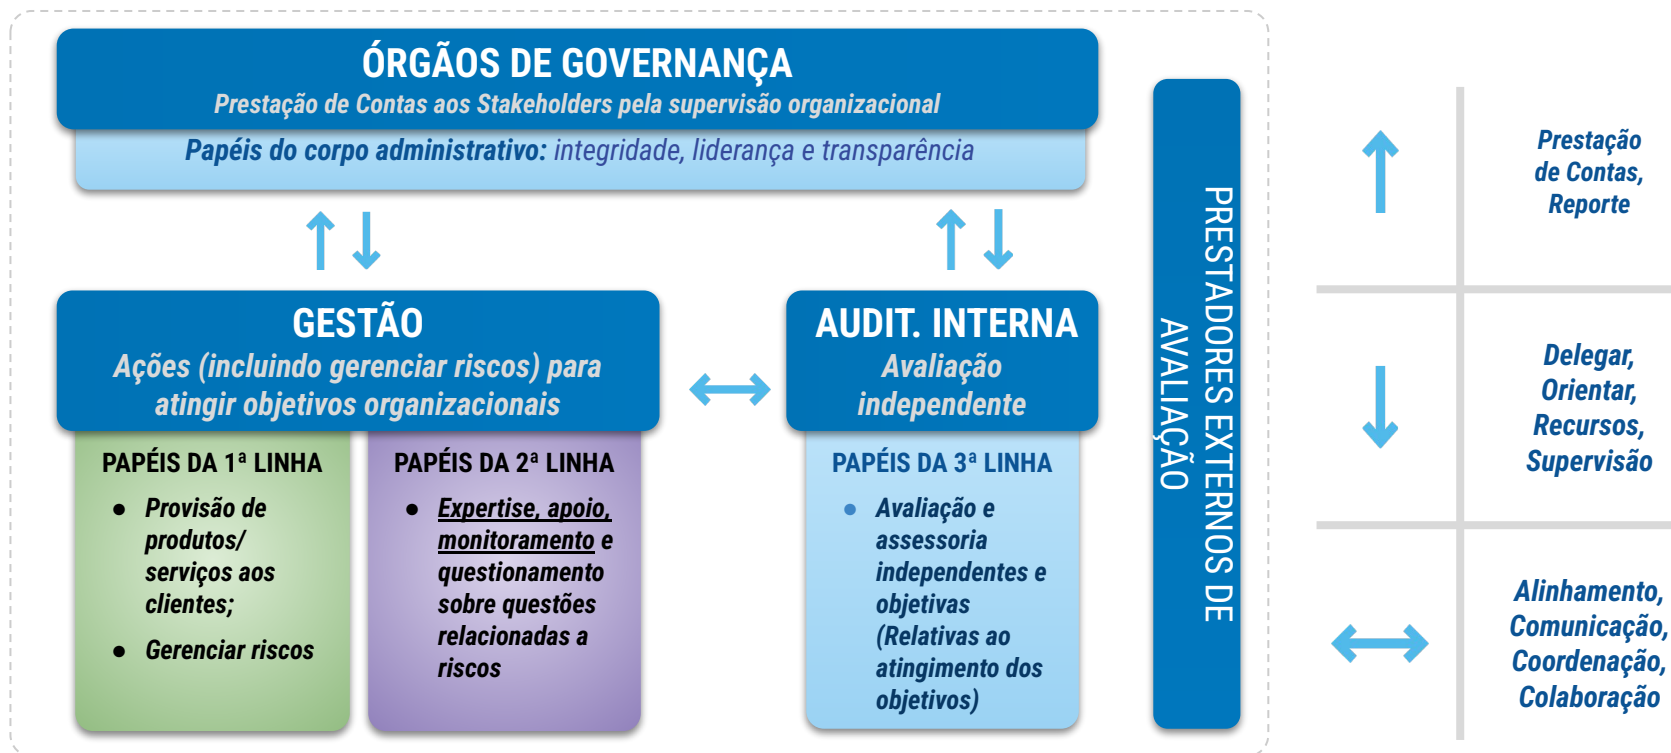 ÓRGÃOS DE GOVERNANÇA
Prestação de Contas aos Stakeholders pela supervisão organizacional
Papéis do corpo administrativo: integridade, liderança e transparência
GESTÃO
Ações (incluindo gerenciar riscos) para
atingir objetivos organizacionais
PAPÉIS DA 1ª LINHA
● Provisão de
produtos/
serviços aos
clientes;
● Gerenciar riscos
PAPÉIS DA 2ª LINHA
● Expertise, apoio,
monitoramento e
questionamento
sobre questões
relacionadas a
riscos
AUDIT. INTERNA
Avaliação
independente
PAPÉIS DA 3ª LINHA
● Avaliação e
assessoria
independentes e
objetivas
(Relativas ao
atingimento dos
objetivos)
PRESTADORES EXTERNOS DE
AVALIAÇÃO
Prestação
de Contas,
Reporte
Delegar,
Orientar,
Recursos,
Supervisão
Alinhamento,
Comunicação,
Coordenação,
Colaboração